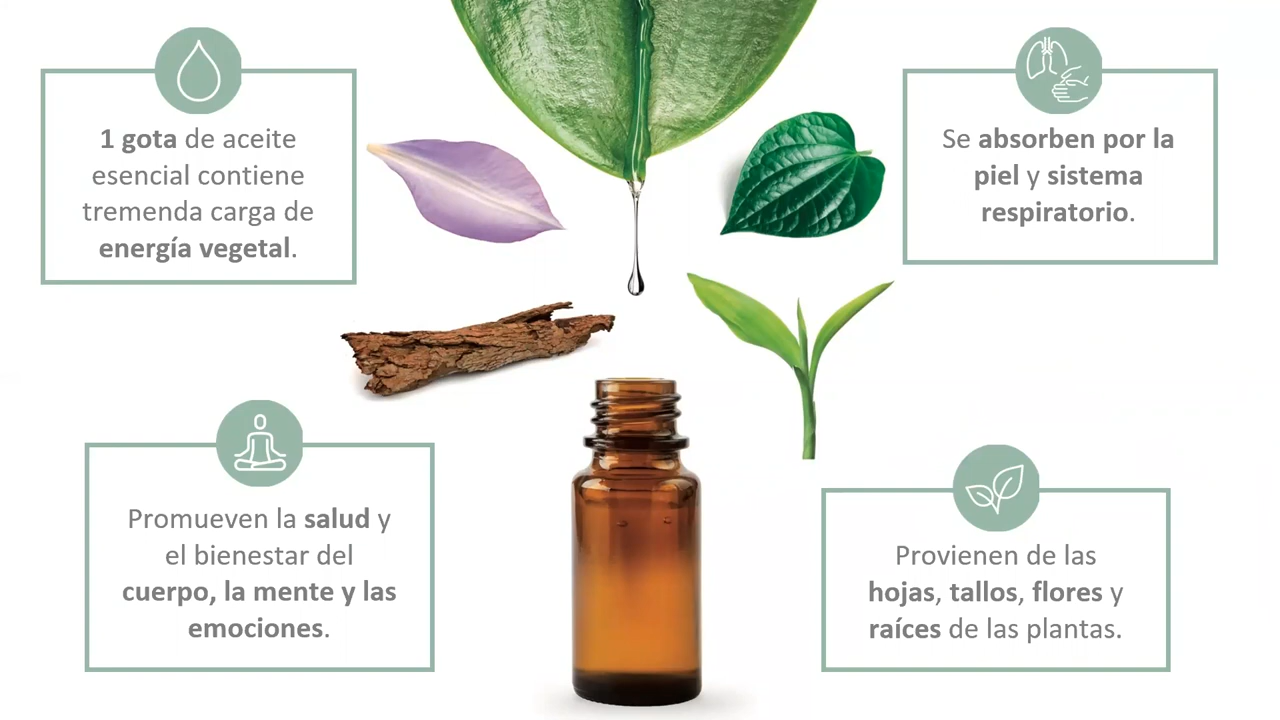 1 gota de aceite
esencial contiene
tremenda carga de
energía vegetal.
Se absorben por la
piel y sistema
respiratorio.
Promueven la salud y
el bienestar del
cuerpo, la mente y las
emociones.
Provienen de las
hojas, tallos, flores y
raíces de las plantas.